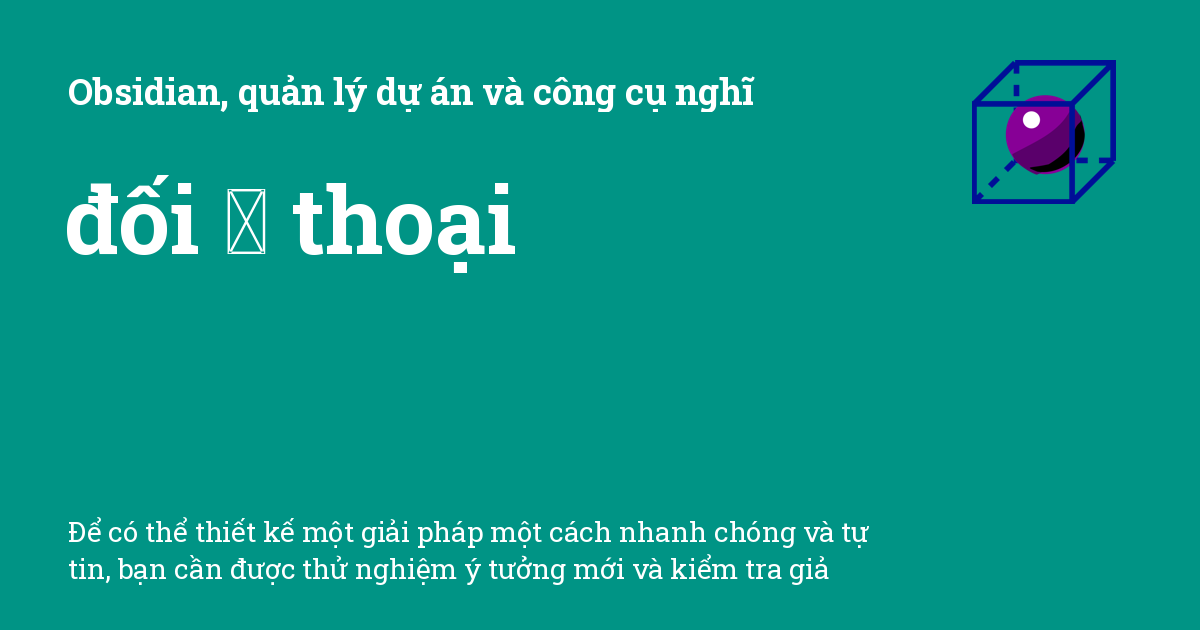 Obsidian, quản lý dự án và công cụ nghĩ
đối thoại
Để có thể thiết kế một giải pháp một cách nhanh chóng và tự
tin, bạn cần được thử nghiệm ý tưởng mới và kiểm tra giả